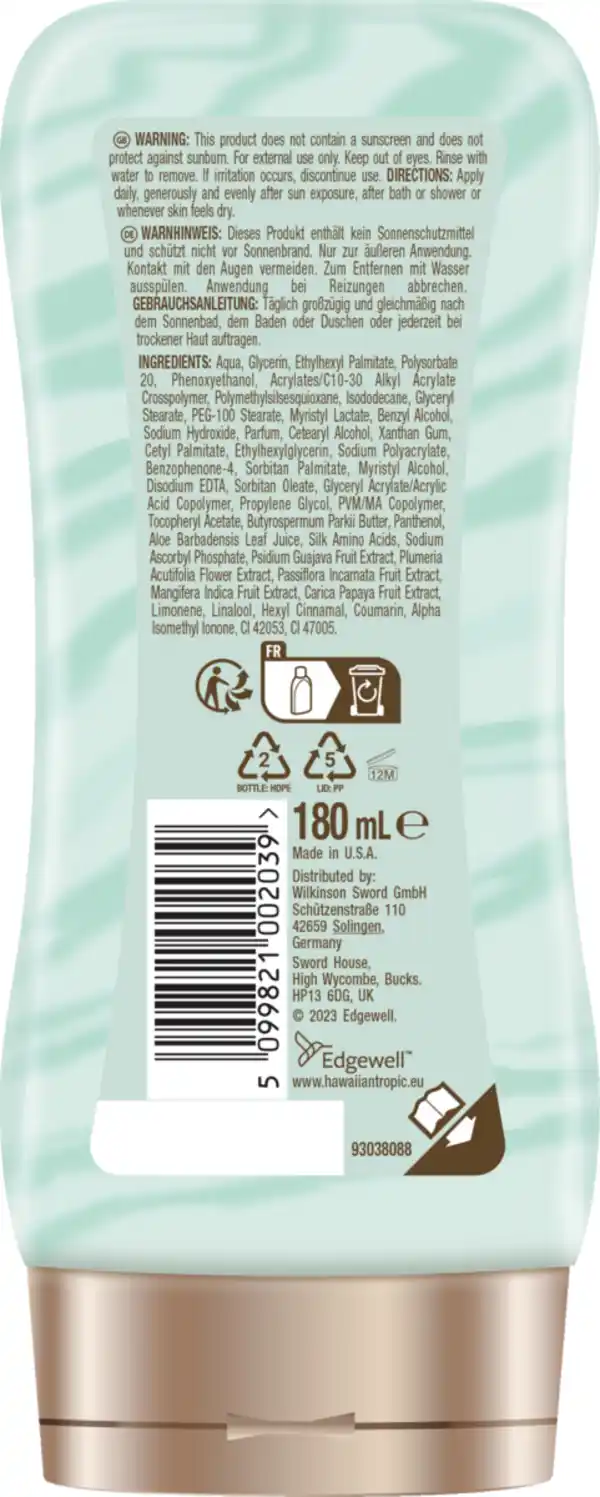 GB WARNING: This product does not contain a sunscreen and does not
protect against sunburn. For external use only. Keep out of eyes. Rinse with
water to remove. If irritation occurs, discontinue use. DIRECTIONS: Apply
daily, generously and evenly after sun exposure, after bath or shower or
whenever skin feels dry.
DE WARNHINWEIS: Dieses Produkt enthält kein Sonnenschutzmittel
und schützt nicht vor Sonnenbrand. Nur zur äußeren Anwendung.
Kontakt mit den Augen vermeiden. Zum Entfernen mit Wasser
ausspülen. Anwendung bei Reizungen abbrechen.
GEBRAUCHSANLEITUNG: Täglich großzügig und gleichmäßig nach
dem Sonnenbad, dem Baden oder Duschen oder jederzeit bei
trockener Haut auftragen.
INGREDIENTS: Aqua, Glycerin, Ethylhexyl Palmitate, Polysorbate
20, Phenoxyethanol, Acrylates/C10-30 Alkyl Acrylate
Crosspolymer, Polymethylsilsesquioxane, Isododecane, Glyceryl
Stearate, PEG-100 Stearate, Myristyl Lactate, Benzyl Alcohol,
Sodium Hydroxide, Parfum, Cetearyl Alcohol, Xanthan Gum,
Cetyl Palmitate, Ethylhexylglycerin, Sodium Polyacrylate,
Benzophenone-4, Sorbitan Palmitate, Myristyl Alcohol,
Disodium EDTA, Sorbitan Oleate, Glyceryl Acrylate/Acrylic
Acid Copolymer, Propylene Glycol, PVM/MA Copolymer,
Tocopheryl Acetate, Butyrospermum Parkii Butter, Panthenol,
Aloe Barbadensis Leaf Juice, Silk Amino Acids, Sodium
Ascorbyl Phosphate, Psidium Guajava Fruit Extract, Plumeria
Acutifolia Flower Extract, Passiflora Incarnata Fruit Extract,
Mangifera Indica Fruit Extract, Carica Papaya Fruit Extract,
Limonene, Linalool, Hexyl Cinnamal, Coumarin, Alpha
Isomethyl Ionone, CI 42053, CI 47005.
FR
2
BOTTLE: HDPE
5
LID: PP
12M
5 099821 002039 >
180 mL ℮
Made in U.S.A.
Distributed by:
Wilkinson Sword GmbH
Schützenstraße 110
42659 Solingen,
Germany
Sword House,
High Wycombe, Bucks.
HP13 6DG, UK
© 2023 Edgewell.
Edgewell™
www.hawaiiantropic.eu
93038088